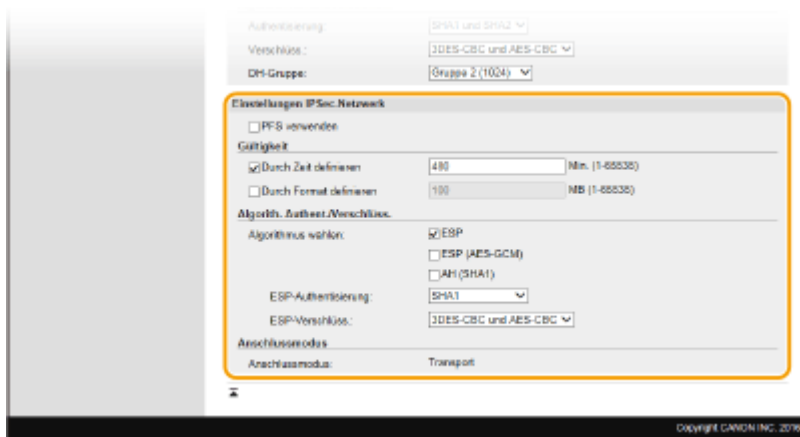 Authentisierung: SHA1 und SHA2
Verschlüss.: 3DES-CBC und AES-CBC
DH-Gruppe: Gruppe 2 (1024)
Einstellungen IPSec.Netzwerk
PFS verwenden
Gültigkeit
Durch Zeit definieren 480 Min. (1-65535)
Durch Format definieren 100 MB (1-65535)
Algorith. Authent./Verschlüss.
Algorithmus wählen: ESP
ESP (AES-GCM)
AH (SHA1)
ESP-Authentisierung: SHA1
ESP-Verschlüss.: 3DES-CBC und AES-CBC
Anschlussmodus
Anschlussmodus: Transport
Copyright CANON INC. 2016